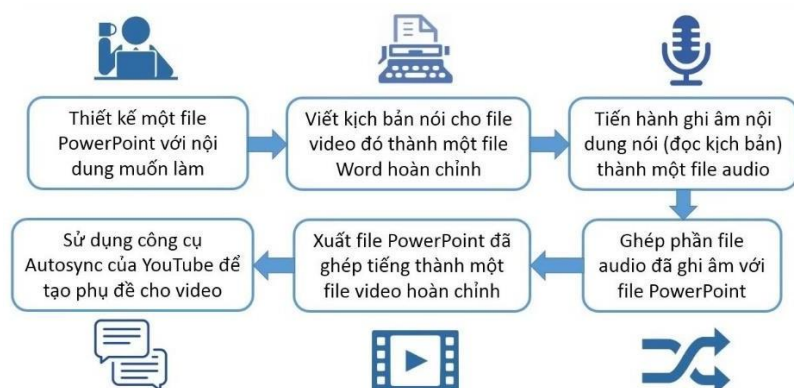 Thiết kế một file
PowerPoint với nội
dung muốn làm
Viết kịch bản nói cho file
video đó thành một file
Word hoàn chỉnh
Tiến hành ghi âm nội
dung nói (đọc kịch bản)
thành một file audio
Ghép phần file
audio đã ghi âm với
file PowerPoint
Xuất file PowerPoint đã
ghép tiếng thành một
file video hoàn chỉnh
Sử dụng công cụ
Autosync của YouTube để
tạo phụ đề cho video